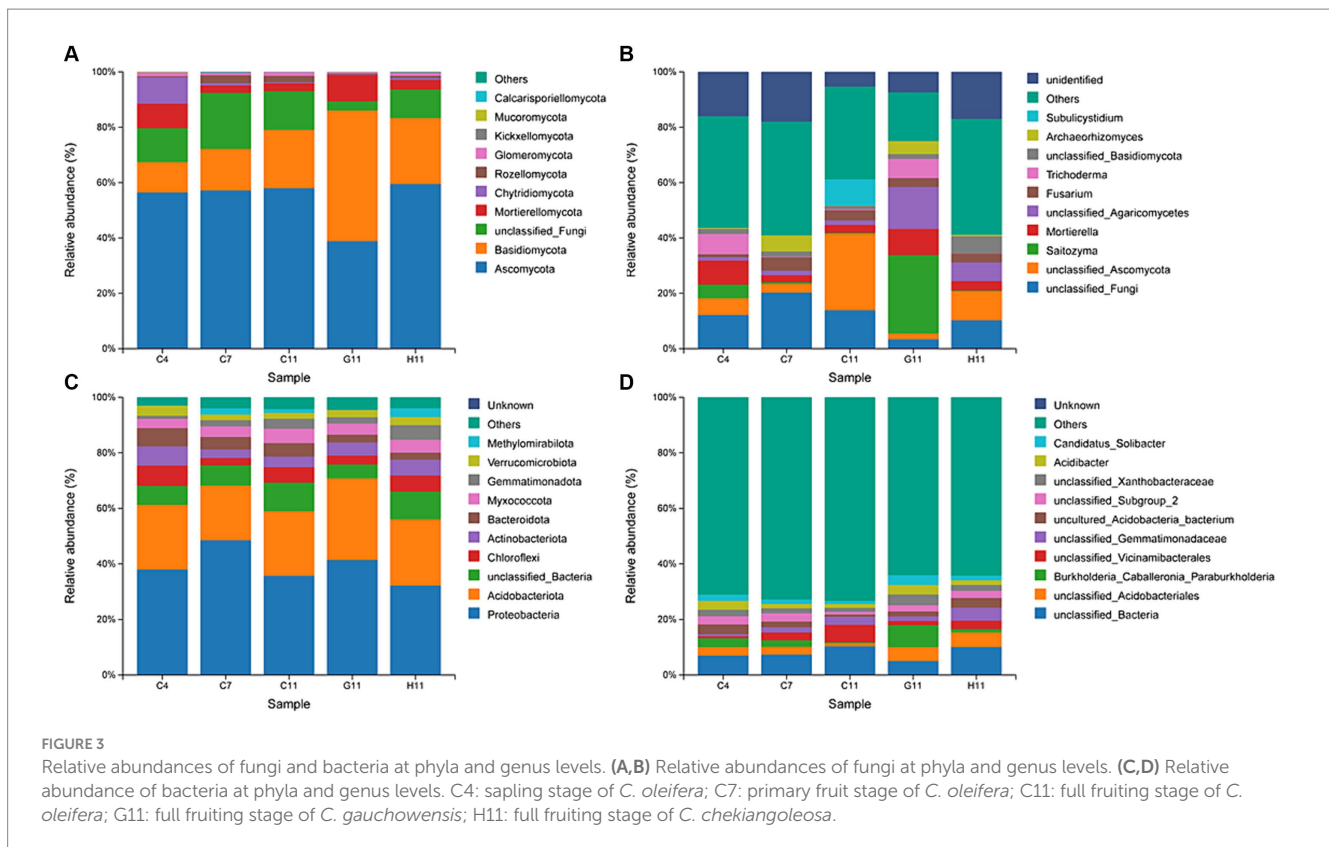 A
Relative abundance (%)
100%
80%
60%
40%
20%
0%
C4 C7 C11 G11 H11
Sample
Others
Calcarisporiellomycota
Mucoromycota
Kickxellomycota
Glomeromycota
Rozellomycota
Chytridiomycota
Mortierellomycota
unclassified_Fungi
Basidiomycota
Ascomycota
B
Relative abundance (%)
100%
80%
60%
40%
20%
0%
C4 C7 C11 G11 H11
Sample
unidentified
Others
Subulicystidium
Archaeorhizomyces
unclassified_Basidiomycota
Trichoderma
Fusarium
unclassified_Agaricomycetes
Mortierella
Saitozyma
unclassified_Ascomycota
unclassified_Fungi
C
Relative abundance (%)
100%
80%
60%
40%
20%
0%
C4 C7 C11 G11 H11
Sample
Unknown
Others
Methylomirabilota
Verrucomicrobiota
Gemmatimonadota
Myxococcota
Bacteroidota
Actinobacteriota
Chloroflexi
unclassified_Bacteria
Acidobacteriota
Proteobacteria
D
Relative abundance (%)
100%
80%
60%
40%
20%
0%
C4 C7 C11 G11 H11
Sample
Unknown
Others
Candidatus_Solibacter
Acidibacter
unclassified_Xanthobacteraceae
unclassified_Subgroup_2
uncultured_Acidobacteria_bacterium
unclassified_Gemmatimonadaceae
unclassified_Vicinamibacterales
Burkholderia_Caballeronia_Paraburkholderia
unclassified_Acidobacteriales
unclassified_Bacteria
FIGURE 3
Relative abundances of fungi and bacteria at phyla and genus levels. (A,B) Relative abundances of fungi at phyla and genus levels. (C,D) Relative
abundance of bacteria at phyla and genus levels. C4: sapling stage of C. oleifera; C7: primary fruit stage of C. oleifera; C11: full fruiting stage of C.
oleifera; G11: full fruiting stage of C. gauchowensis; H11: full fruiting stage of C. chekiangoleosa.